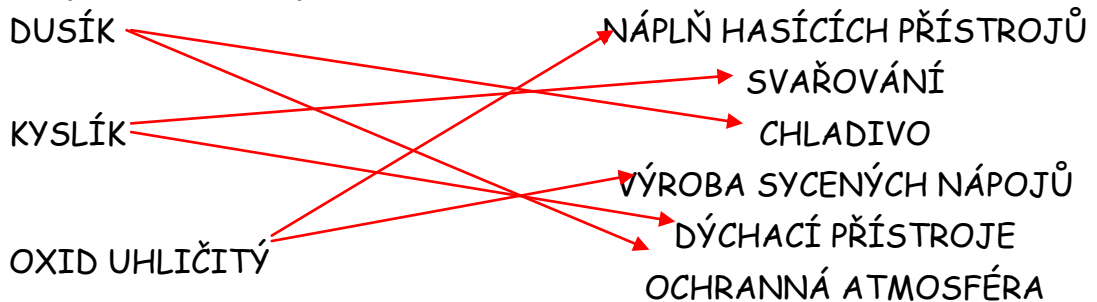 DUSÍK
NÁPLŇ HASÍCÍCH PŘÍSTROJŮ
SVAŘOVÁNÍ
KYSLÍK
CHLADIVO
VÝROBA SYCENÝCH NÁPOJŮ
DÝCHACÍ PŘÍSTROJE
OXID UHLIČITÝ
OCHRANNÁ ATMOSFÉRA